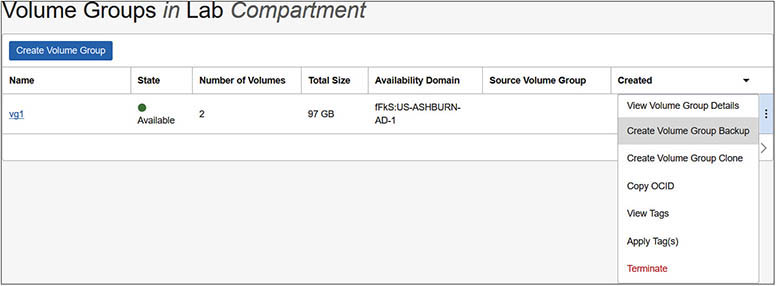 Volume Groups in Lab Compartment
Create Volume Group
Name State Number of Volumes Total Size Availability Domain Source Volume Group Created
vg1 Available 2 97 GB fFkS:US-ASHBURN-
AD-1
View Volume Group Details
Create Volume Group Backup
Create Volume Group Clone
Copy OCID
View Tags
Apply Tag(s)
Terminate